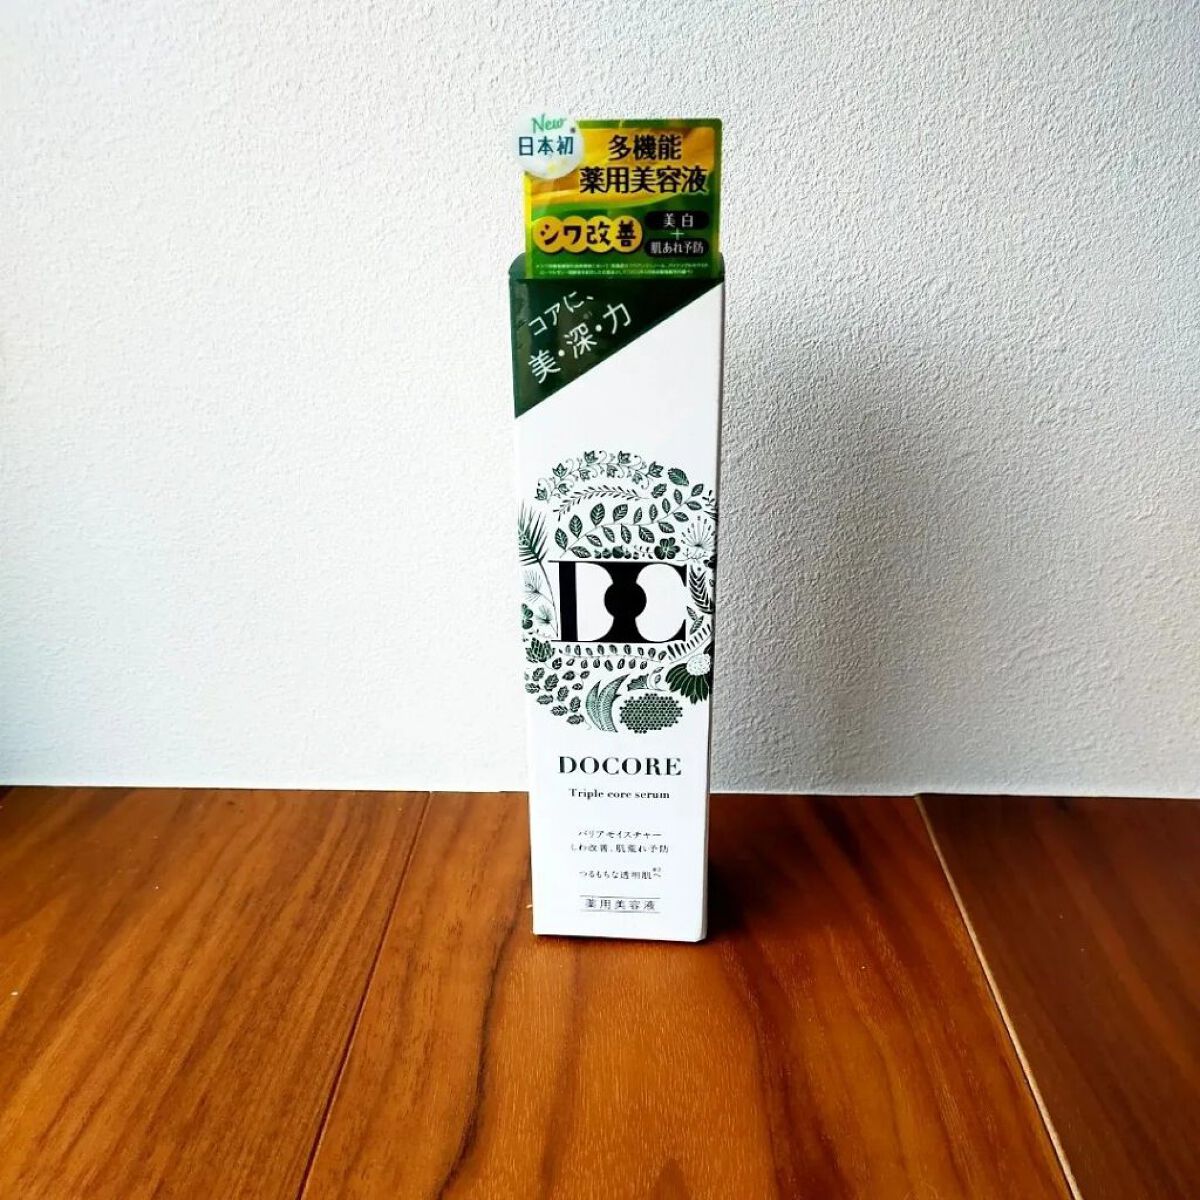 New
日本初
多機能
薬用美容液
シワ改善
美白
+
肌あれ予防
コアに、
美・深・力
DC
DOCORE
Triple core serum
バリアモイスチャー
しわ改善、肌荒れ予防
つるもちな透明肌へ
薬用美容液